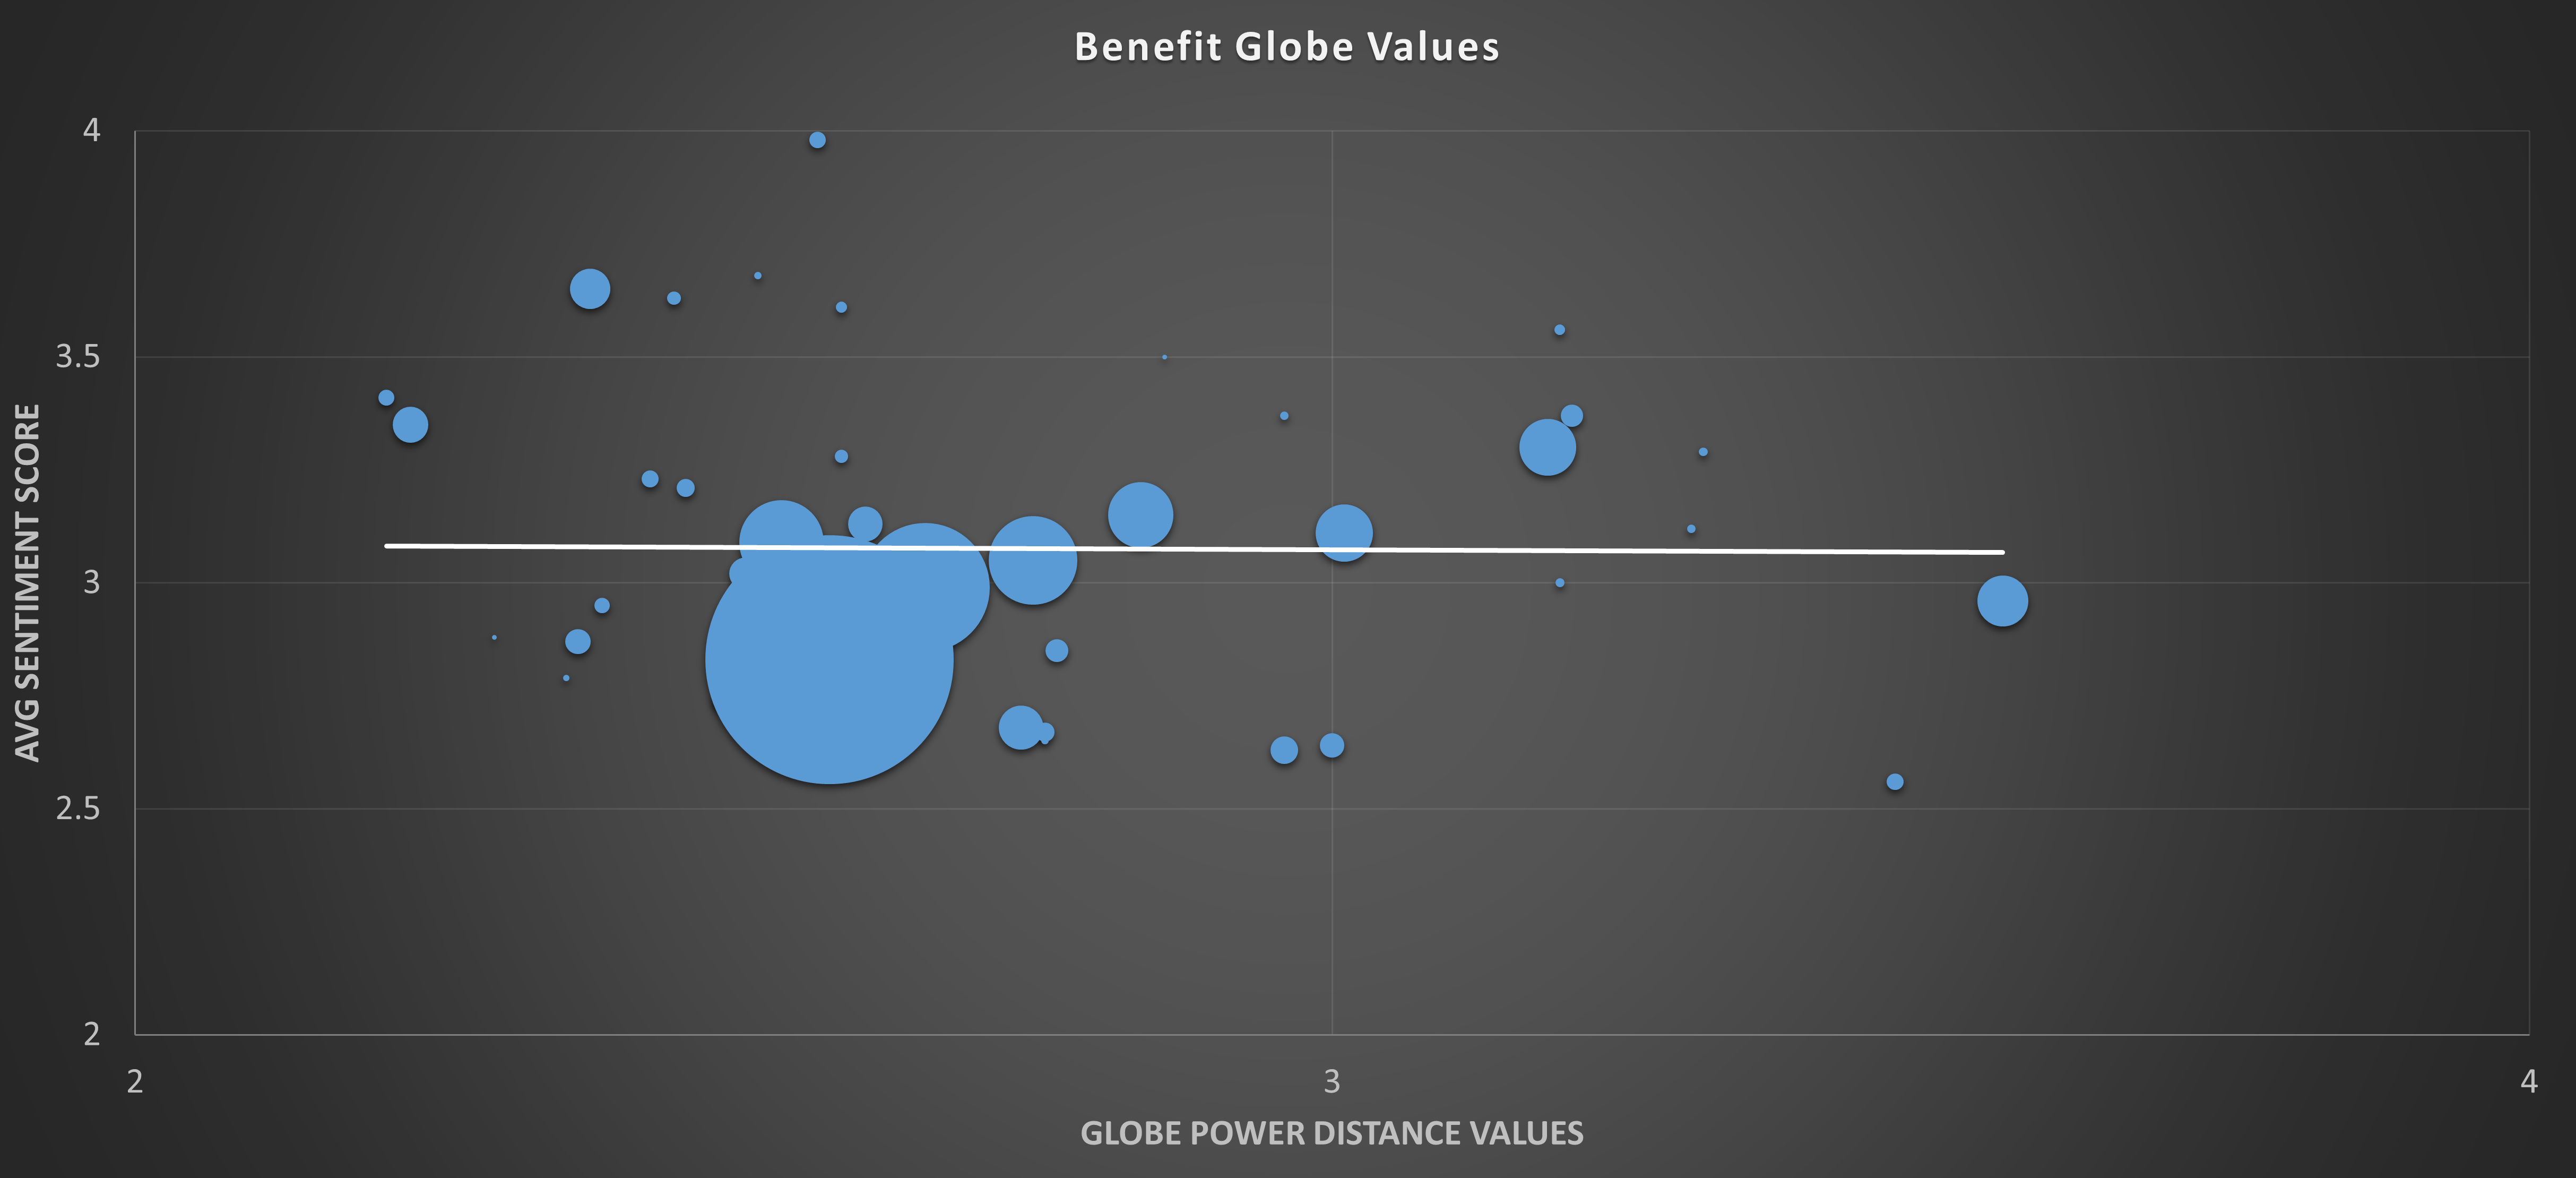 Benefit Globe Values
4
3.5
3
2.5
2
AVG SENTIMENT SCORE
2
3
4
GLOBE POWER DISTANCE VALUES